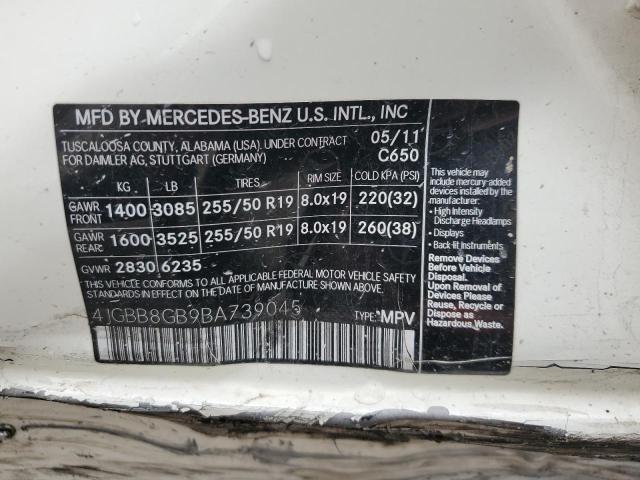 MFD BY MERCEDES-BENZ U.S. INTL., INC
TUSCALOOSA COUNTY, ALABAMA (USA). UNDER CONTRACT 05/11
FOR DAIMLER AG, STUTTGART (GERMANY) C650
KG LB TIRES RIM SIZE COLD KPA (PSI)
GAWR FRONT 1400 3085 255/50 R19 8.0x19 220(32)
GAWR REAR: 1600 3525 255/50 R19 8.0x19 260(38)
GVWR 2830 6235
THIS VEHICLE CONFORMS TO ALL APPLICABLE FEDERAL MOTOR VEHICLE SAFETY
STANDARDS IN EFFECT ON THE DATE OF MANUFACTURE SHOWN ABOVE.
4JGBB8GB9BA739045 TYPE: MPV
This vehicle may
include mercury-added
devices installed by the
manufacturer:
• High Intensity
Discharge Headlamps
• Displays
• Back-lit Instruments
Remove Devices
Before Vehicle
Disposal.
Upon Removal of
Devices Please
Reuse, Recycle or
Dispose as
Hazardous Waste.